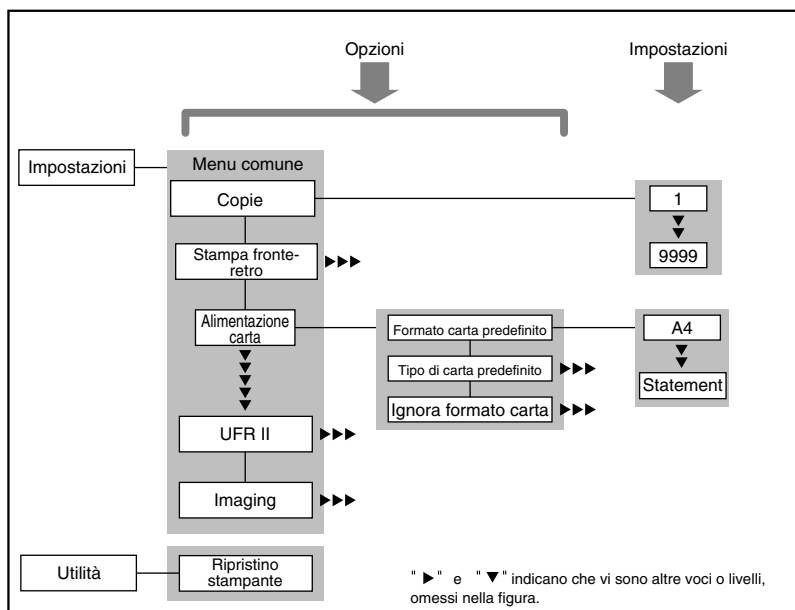 Opzioni
Impostazioni
Impostazioni
Menu comune
Copie
1
9999
Stampa fronte-
retro
▶▶▶
Alimentazione
carta
Formato carta predefinito
A4
Statement
Tipo di carta predefinito
▶▶▶
Ignora formato carta
▶▶▶
UFR II
▶▶▶
Imaging
▶▶▶
Utilità
Ripristino
stampante
" ▶ " e " ▼ " indicano che vi sono altre voci o livelli,
omessi nella figura.